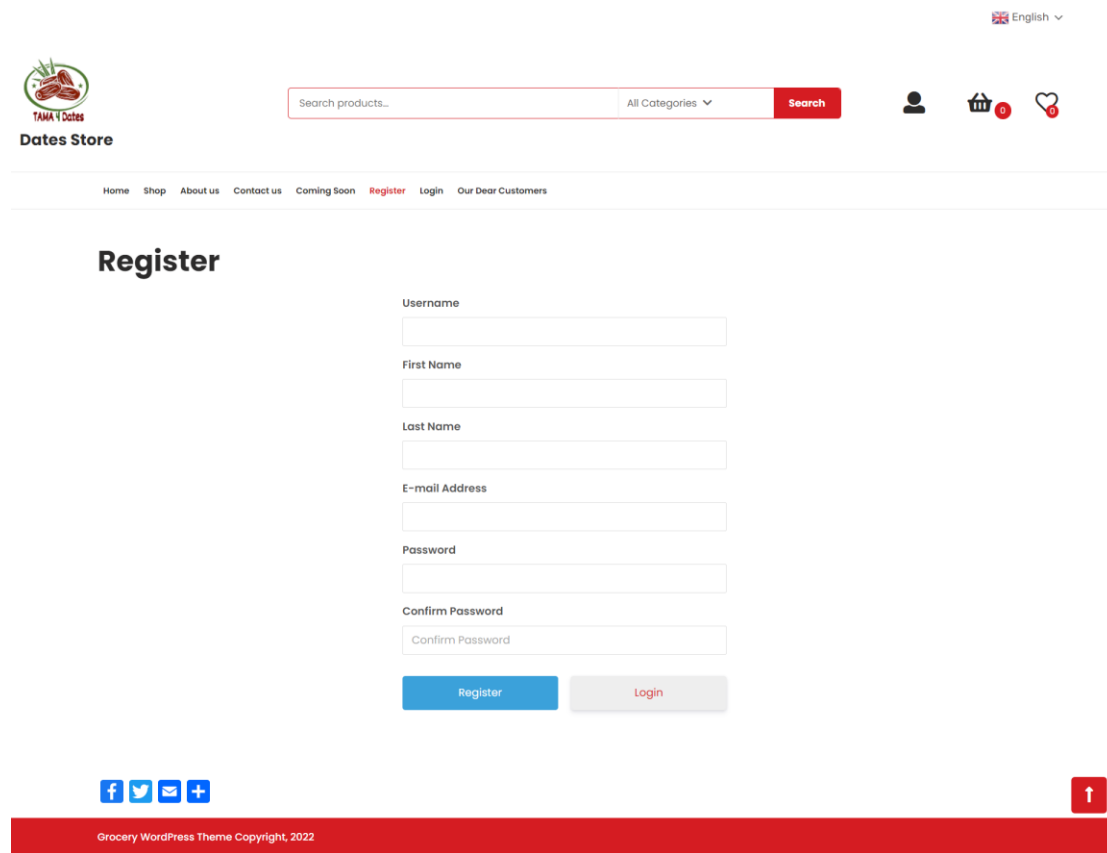 English
TAMA 4 Dates
Dates Store
Search products...
All Categories
Search
0
0
Home Shop About us Contact us Coming Soon Register Login Our Dear Customers
Register
Username
First Name
Last Name
E-mail Address
Password
Confirm Password
Confirm Password
Register Login
Grocery WordPress Theme Copyright, 2022